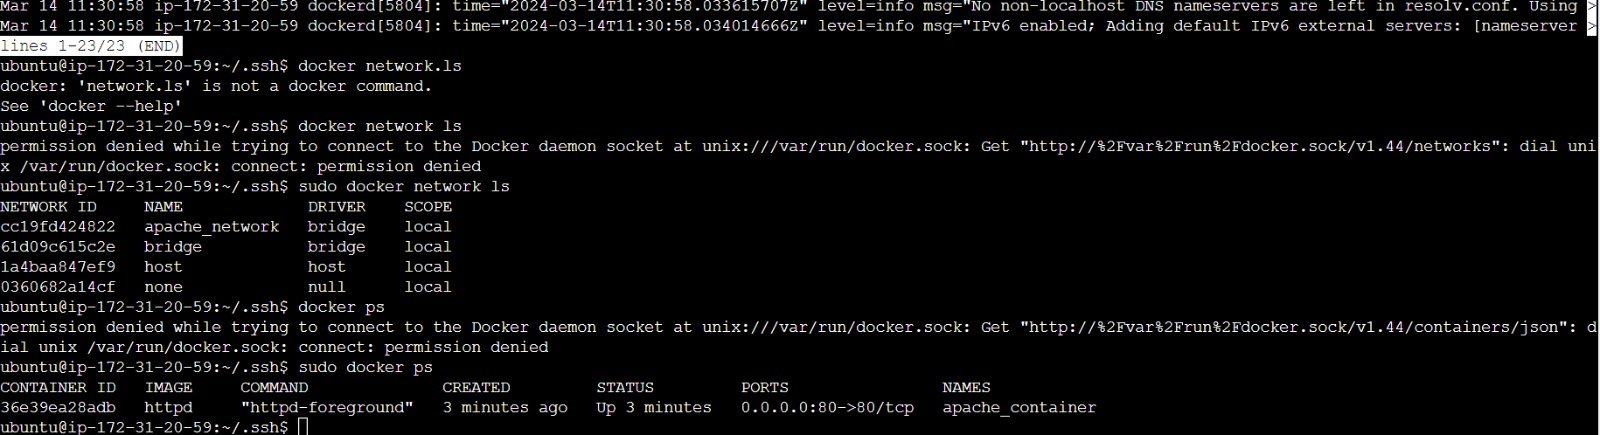 Mar 14 11:30:58 ip-172-31-20-59 dockerd[5804]: time="2024-03-14T11:30:58.033615707Z" level=info msg="No non-localhost DNS nameservers are left in resolv.conf. Using >
Mar 14 11:30:58 ip-172-31-20-59 dockerd[5804]: time="2024-03-14T11:30:58.034014666Z" level=info msg="IPv6 enabled; Adding default IPv6 external servers: [nameserver >
lines 1-23/23 (END)
ubuntu@ip-172-31-20-59:~/.ssh$ docker network.ls
docker: 'network.ls' is not a docker command.
See 'docker --help'
ubuntu@ip-172-31-20-59:~/.ssh$ docker network ls
permission denied while trying to connect to the Docker daemon socket at unix:///var/run/docker.sock: Get "http://%2Fvar%2Frun%2Fdocker.sock/v1.44/networks": dial uni
x /var/run/docker.sock: connect: permission denied
ubuntu@ip-172-31-20-59:~/.ssh$ sudo docker network ls
NETWORK ID     NAME             DRIVER    SCOPE
cc19fd424822   apache_network   bridge    local
61d09c615c2e   bridge           bridge    local
1a4baa847ef9   host             host      local
0360682a14cf   none             null      local
ubuntu@ip-172-31-20-59:~/.ssh$ docker ps
permission denied while trying to connect to the Docker daemon socket at unix:///var/run/docker.sock: Get "http://%2Fvar%2Frun%2Fdocker.sock/v1.44/containers/json": d
ial unix /var/run/docker.sock: connect: permission denied
ubuntu@ip-172-31-20-59:~/.ssh$ sudo docker ps
CONTAINER ID   IMAGE     COMMAND              CREATED         STATUS         PORTS                NAMES
36e39ea28adb   httpd     "httpd-foreground"   3 minutes ago   Up 3 minutes   0.0.0.0:80->80/tcp   apache_container
ubuntu@ip-172-31-20-59:~/.ssh$